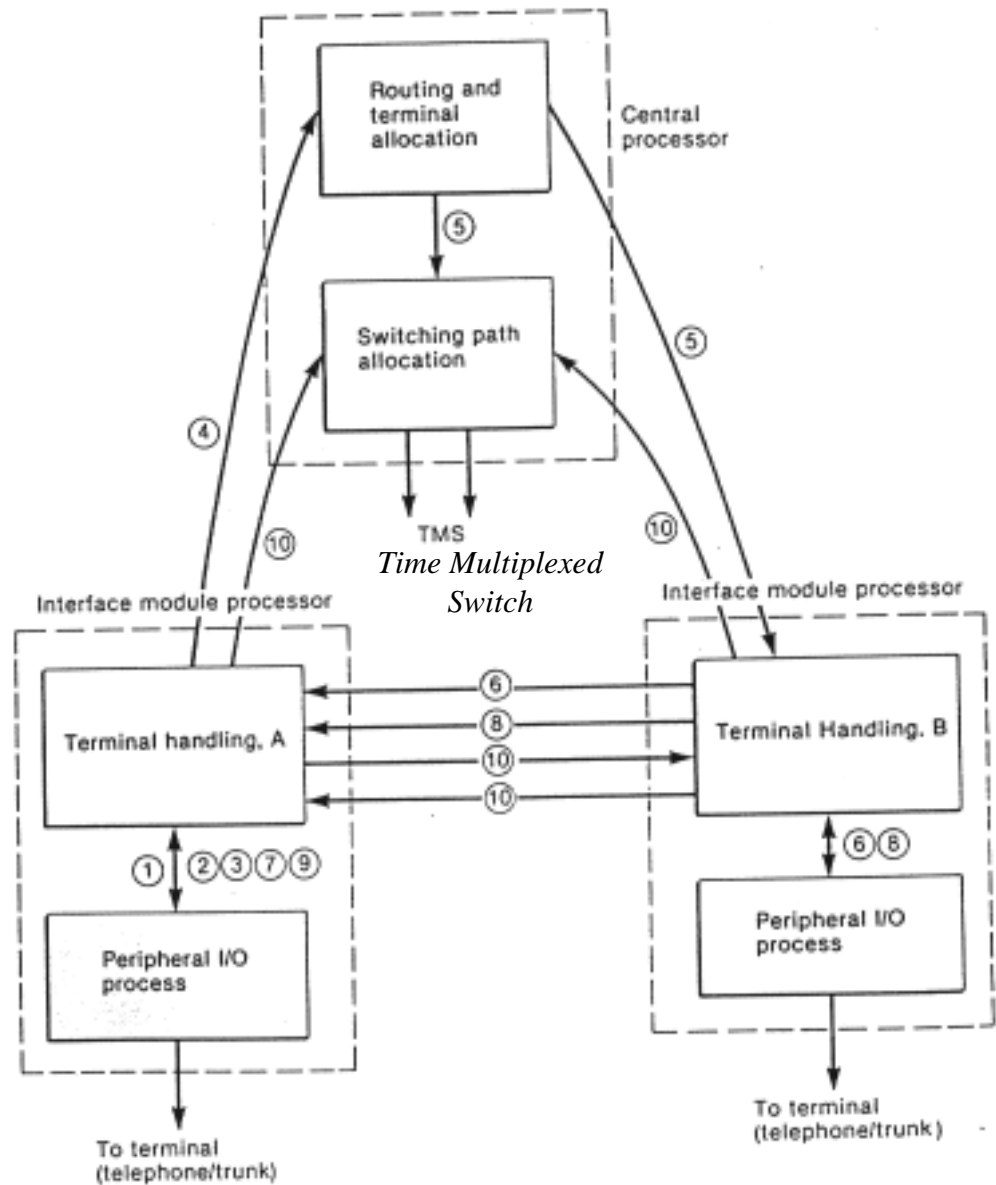 Routing and
terminal
allocation
Central
processor
5
Switching path
allocation
5
4
10
10
TMS
Time Multiplexed
Switch
Interface module processor
Interface module processor
6
Terminal handling, A
8
Terminal Handling, B
10
10
1
2 3 7 9
6 8
Peripheral I/O
process
Peripheral I/O
process
To terminal
(telephone/trunk)
To terminal
(telephone/trunk)